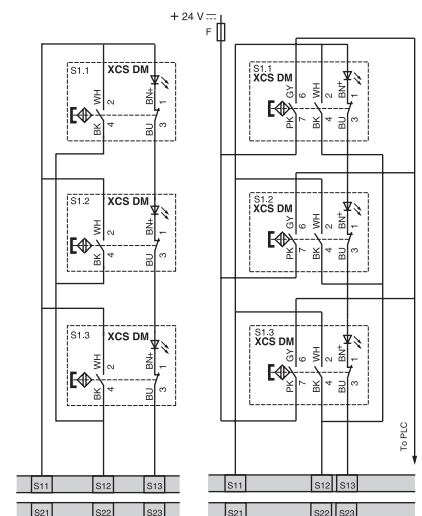 + 24 V
F
S1.1
XCS DM
WH
2
BN+
1
BK
4
BU
3
S1.2
XCS DM
WH
2
BN+
1
BK
4
BU
3
S1.3
XCS DM
WH
2
BN+
1
BK
4
BU
3
S11
S12
S13
S21
S22
S23
S1.1
XCS DM
GY
6
WH
2
BN+
1
PK
7
BK
4
BU
3
S1.2
XCS DM
GY
6
WH
2
BN+
1
PK
7
BK
4
BU
3
S1.3
XCS DM
GY
6
WH
2
BN+
1
PK
7
BK
4
BU
3
To PLC
S11
S12
S13
S21
S22
S23